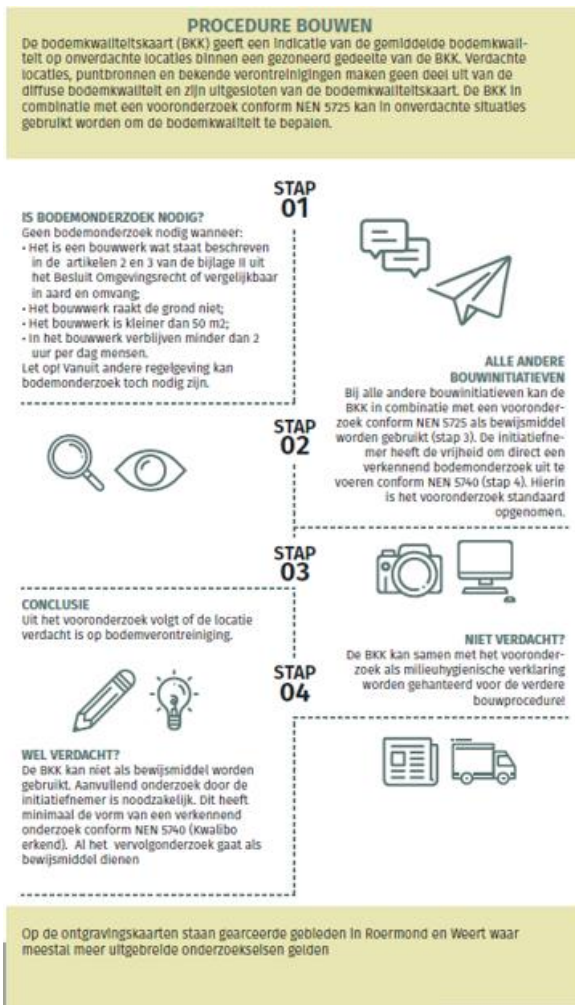 PROCEDURE BOUWEN
De bodemkwaliteitskaart (BKK) geeft een indicatie van de gemiddelde bodemkwali-
teit op onverdachte locaties binnen een gezoneerd gedeelte van de BKK. Verdachte
locaties, puntbronnen en bekende verontreinigingen maken geen deel uit van de
diffuse bodemkwaliteit en zijn uitgesloten van de bodemkwaliteitskaart. De BKK in
combinatie met een vooronderzoek conform NEN 5725 kan in onverdachte situaties
gebruikt worden om de bodemkwaliteit te bepalen.
STAP
01
IS BODEMONDERZOEK NODIG?
Geen bodemonderzoek nodig wanneer:
• Het is een bouwwerk wat staat beschreven
in de artikelen 2 en 3 van de bijlage II uit
het Besluit Omgevingsrecht of vergelijkbaar
in aard en omvang;
• Het bouwwerk raakt de grond niet;
• Het bouwwerk is kleiner dan 50 m2;
• In het bouwwerk verblijven minder dan 2
uur per dag mensen.
Let op! Vanuit andere regelgeving kan
bodemonderzoek toch nodig zijn.
STAP
02
ALLE ANDERE
BOUWINITIATIEVEN
Bij alle andere bouwinitiatieven kan de
BKK in combinatie met een vooronder-
zoek conform NEN 5725 als bewijsmiddel
worden gebruikt (stap 3). De initiatiefne-
mer heeft de vrijheid om direct een
verkennend bodemonderzoek uit te
voeren conform NEN 5740 (stap 4). Hierin
is het vooronderzoek standaard
opgenomen.
STAP
03
CONCLUSIE
Uit het vooronderzoek volgt of de locatie
verdacht is op bodemverontreiniging.
NIET VERDACHT?
De BKK kan samen met het vooronder-
zoek als milieuhygienische verklaring
worden gehanteerd voor de verdere
bouwprocedure!
STAP
04
WEL VERDACHT?
De BKK kan niet als bewijsmiddel worden
gebruikt. Aanvullend onderzoek door de
initiatiefnemer is noodzakelijk. Dit heeft
minimaal de vorm van een verkennend
onderzoek conform NEN 5740 (Kwalibo
erkend). Al het vervolgonderzoek gaat als
bewijsmiddel dienen
Op de ontgravingskaarten staan gearceerde gebieden in Roermond en Weert waar
meestal meer uitgebreide onderzoekseisen gelden